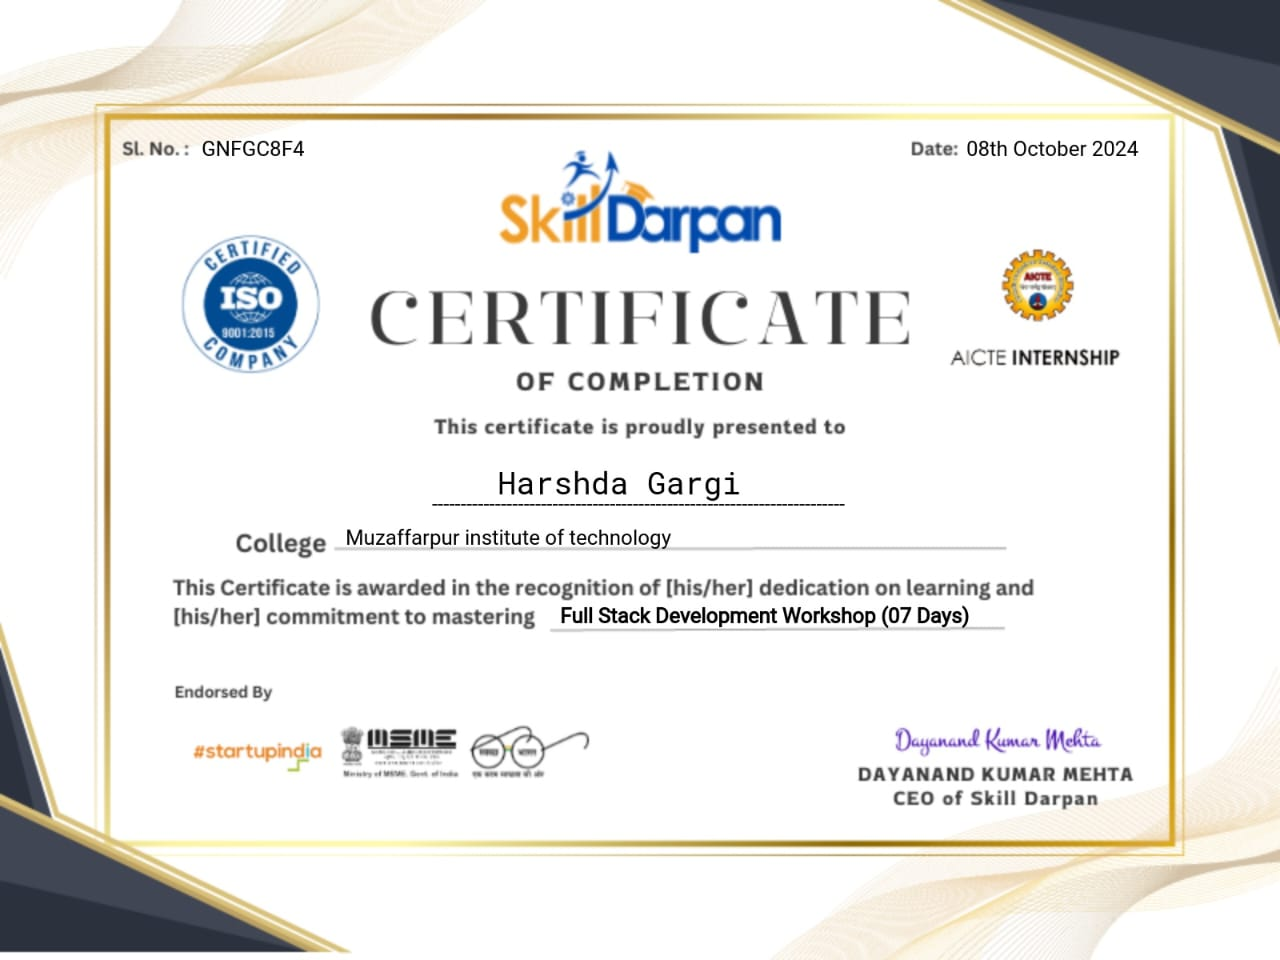 Sl. No. : GNFGC8F4
Date: 08th October 2024
SkillDarpan
CERTIFIED
ISO
9001:2015
COMPANY
AICTE
AICTE INTERNSHIP
CERTIFICATE
OF COMPLETION
This certificate is proudly presented to
Harshda Gargi
College Muzaffarpur institute of technology
This Certificate is awarded in the recognition of [his/her] dedication on learning and
[his/her] commitment to mastering Full Stack Development Workshop (07 Days)
Endorsed By
#startupindia
MSME
Ministry of MSME, Govt. of India
स्वच्छ भारत
एक कदम स्वच्छता की ओर
Dayanand Kumar Mehta
DAYANAND KUMAR MEHTA
CEO of Skill Darpan